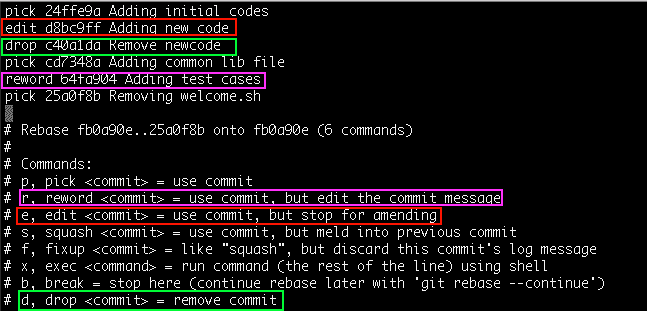 pick 24ffe9a Adding initial codes
edit d8bc9ff Adding new code
drop c40a1da Remove newcode
pick cd7348a Adding common lib file
reword 64fa904 Adding test cases
pick 25a0f8b Removing welcome.sh
# Rebase fb0a90e..25a0f8b onto fb0a90e (6 commands)
#
# Commands:
# p, pick <commit> = use commit
# r, reword <commit> = use commit, but edit the commit message
# e, edit <commit> = use commit, but stop for amending
# s, squash <commit> = use commit, but meld into previous commit
# f, fixup <commit> = like "squash", but discard this commit's log message
# x, exec <command> = run command (the rest of the line) using shell
# b, break = stop here (continue rebase later with 'git rebase --continue')
# d, drop <commit> = remove commit